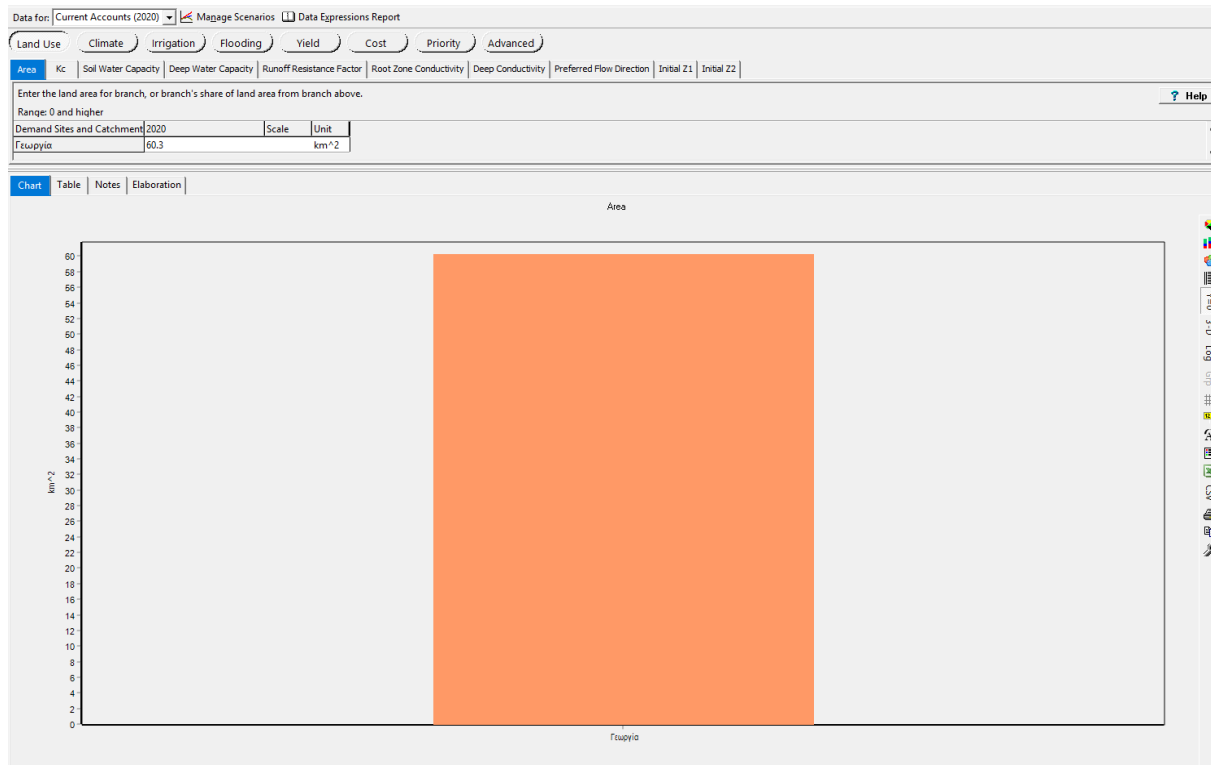 Data for: Current Accounts (2020) Manage Scenarios Data Expressions Report
Land Use Climate Irrigation Flooding Yield Cost Priority Advanced
Area Kc Soil Water Capacity Deep Water Capacity Runoff Resistance Factor Root Zone Conductivity Deep Conductivity Preferred Flow Direction Initial Z1 Initial Z2
Enter the land area for branch, or branch's share of land area from branch above.
? Help
Range: 0 and higher
Demand Sites and Catchment 2020 Scale Unit
Γεωργία 60.3 km^2
Chart Table Notes Elaboration
Area
60
58
56
54
52
50
48
46
44
42
40
38
36
34
32
30
28
26
24
22
20
18
16
14
12
10
8
6
4
2
0
km^2
Γεωργία
3-D
Log